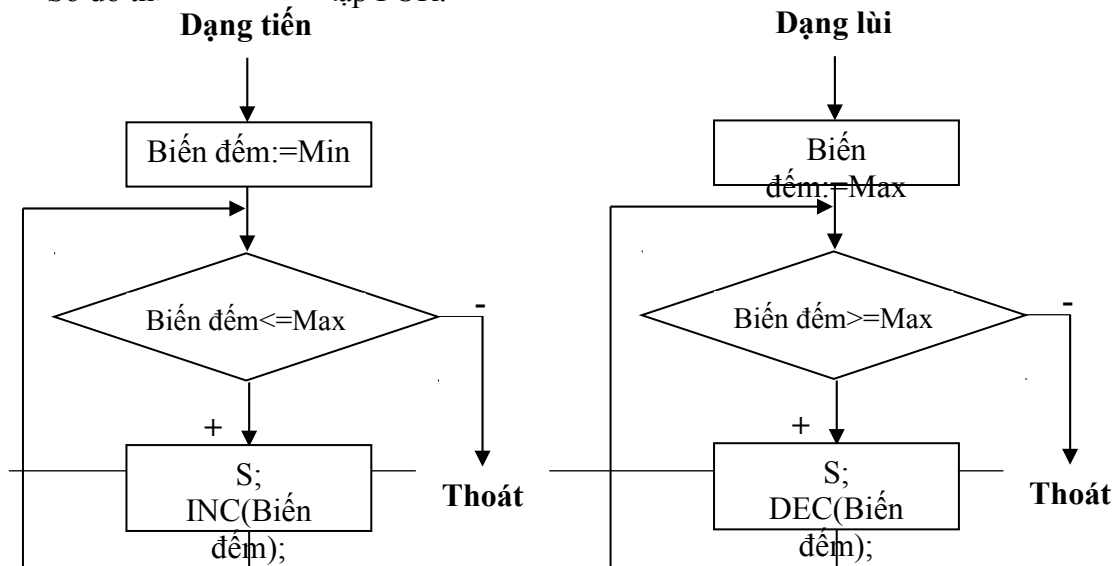 Dạng tiến
Dạng lùi
Biến đếm:=Min
Biến
đếm:=Max
Biến đếm<=Max
-
+
S;
INC(Biến
đếm);
Thoát
Biến đếm>=Max
-
+
S;
DEC(Biến
đếm);
Thoát